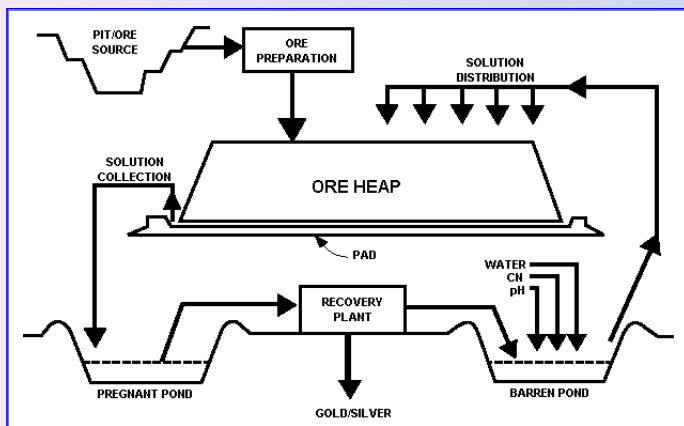 PIT/ORE
SOURCE
ORE
PREPARATION
SOLUTION
DISTRIBUTION
SOLUTION
COLLECTION
ORE HEAP
PAD
WATER
CN
pH
RECOVERY
PLANT
PREGNANT POND
BARREN POND
GOLD/SILVER